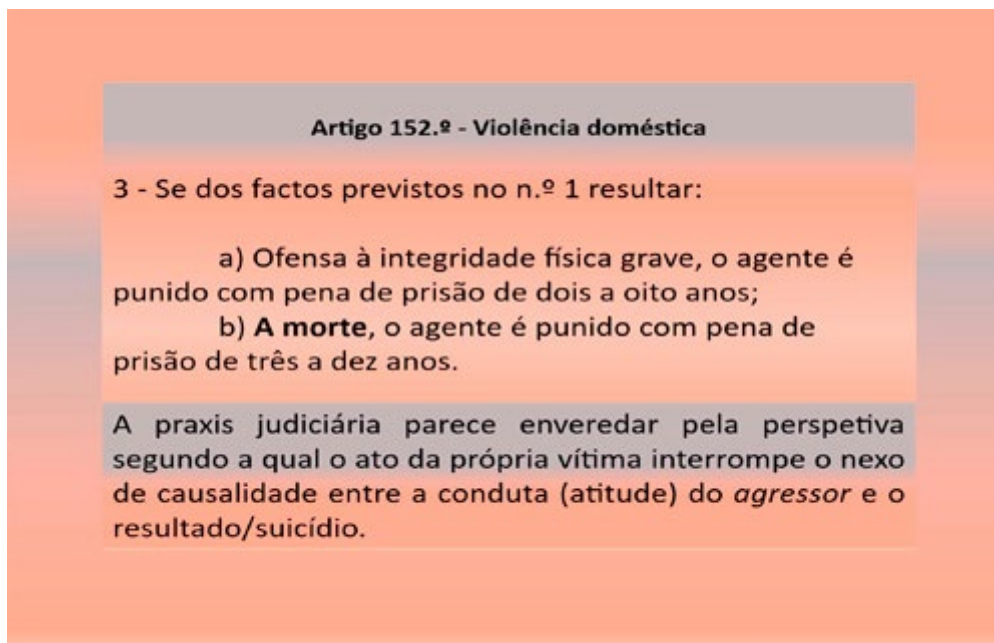 Artigo 152.º - Violência doméstica
3 - Se dos factos previstos no n.º 1 resultar:
a) Ofensa à integridade física grave, o agente é
punido com pena de prisão de dois a oito anos;
b) A morte, o agente é punido com pena de
prisão de três a dez anos.
A praxis judiciária parece enveredar pela perspetiva
segundo a qual o ato da própria vítima interrompe o nexo
de causalidade entre a conduta (atitude) do agressor e o
resultado/suicídio.